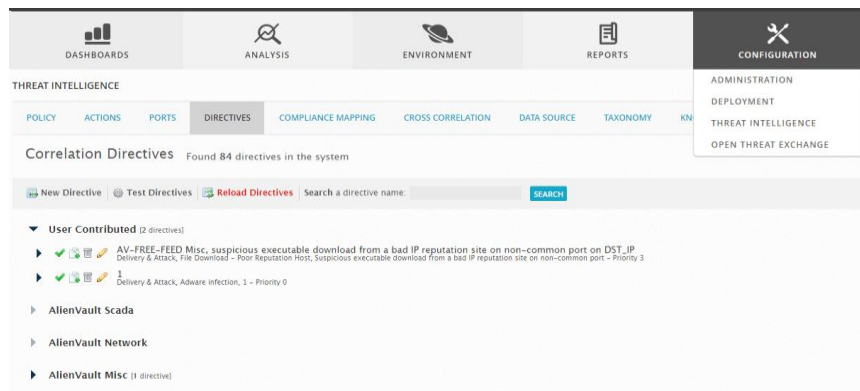 DASHBOARDS
ANALYSIS
ENVIRONMENT
REPORTS
CONFIGURATION
ADMINISTRATION
DEPLOYMENT
THREAT INTELLIGENCE
OPEN THREAT EXCHANGE
THREAT INTELLIGENCE
POLICY ACTIONS PORTS DIRECTIVES COMPLIANCE MAPPING CROSS CORRELATION DATA SOURCE TAXONOMY KN
Correlation Directives Found 84 directives in the system
New Directive Test Directives Reload Directives Search a directive name: SEARCH
User Contributed [2 directives]
AV-FREE-FEED Misc, suspicious executable download from a bad IP reputation site on non-common port on DST_IP
Delivery & Attack, File Download - Poor Reputation Host, Suspicious executable download from a bad IP reputation site on non-common port - Priority 3
1
Delivery & Attack, Adware infection, 1 - Priority 0
AlienVault Scada
AlienVault Network
AlienVault Misc [1 directive]